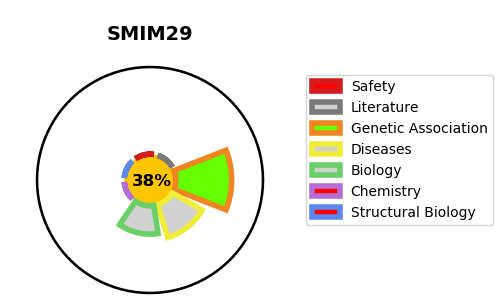 SMIM29
38%
Safety
Literature
Genetic Association
Diseases
Biology
Chemistry
Structural Biology